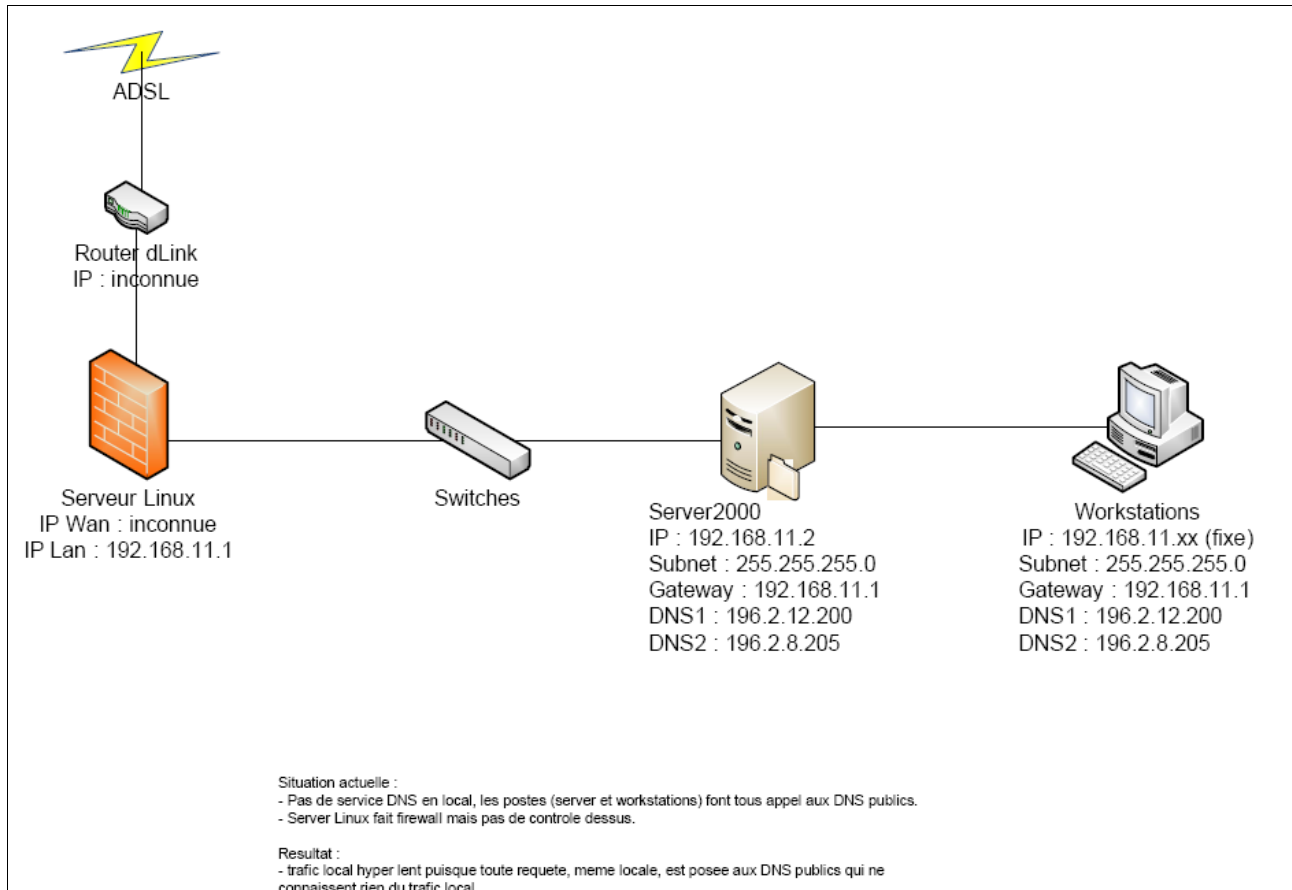 ADSL
Router dLink
IP : inconnue
Serveur Linux
IP Wan : inconnue
IP Lan : 192.168.11.1
Switches
Server2000
IP : 192.168.11.2
Subnet : 255.255.255.0
Gateway : 192.168.11.1
DNS1 : 196.2.12.200
DNS2 : 196.2.8.205
Workstations
IP : 192.168.11.xx (fixe)
Subnet : 255.255.255.0
Gateway : 192.168.11.1
DNS1 : 196.2.12.200
DNS2 : 196.2.8.205
Situation actuelle :
- Pas de service DNS en local, les postes (server et workstations) font tous appel aux DNS publics.
- Server Linux fait firewall mais pas de controle dessus.
Resultat :
- trafic local hyper lent puisque toute requete, meme locale, est posee aux DNS publics qui ne
connaissent rien du trafic local